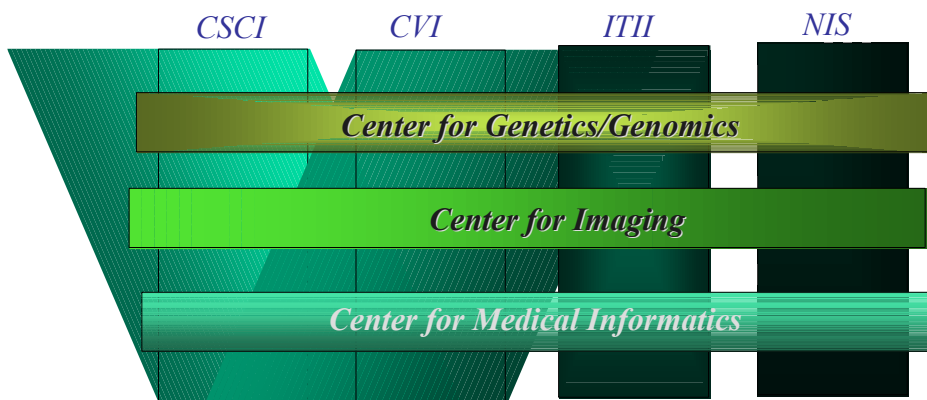 CSCI CVI ITII NIS
Center for Genetics/Genomics
Center for Imaging
Center for Medical Informatics